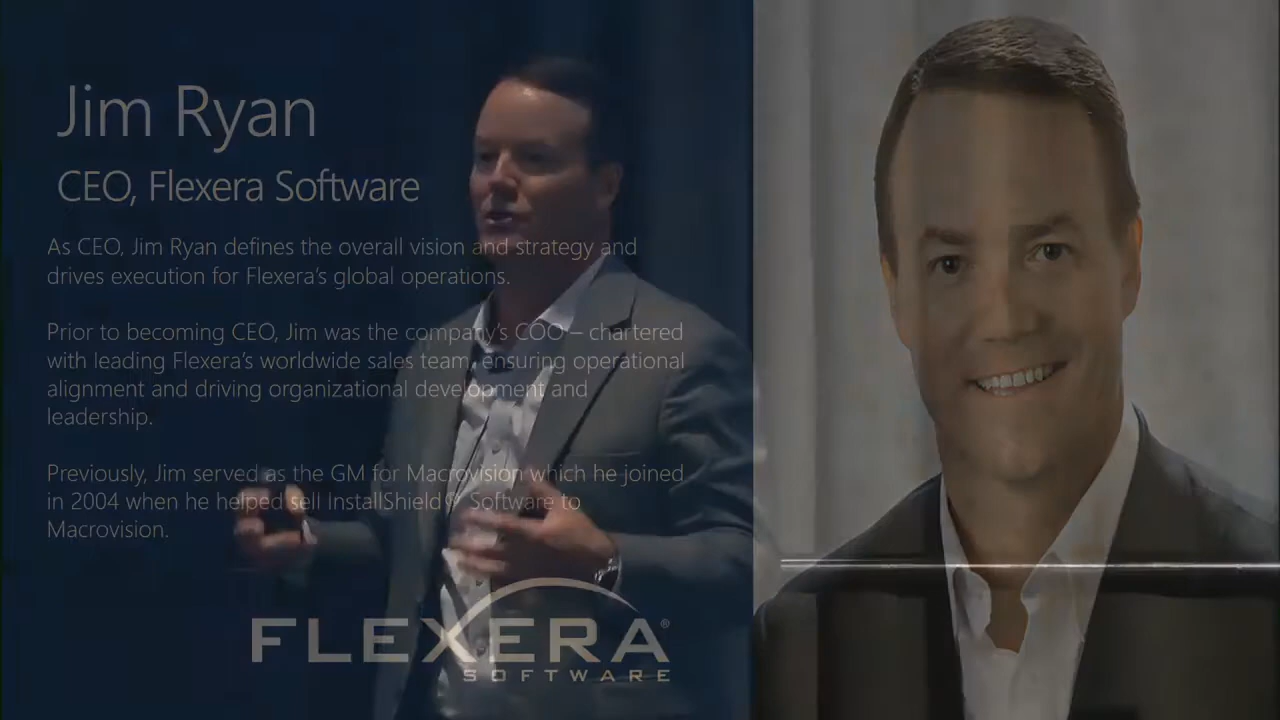 Jim Ryan
CEO, Flexera Software
As CEO, Jim Ryan defines the overall vision and strategy and
drives execution for Flexera's global operations.
Prior to becoming CEO, Jim was the company's COO – chartered
with leading Flexera's worldwide sales team, ensuring operational
alignment and driving organizational development and
leadership.
Previously, Jim served as the GM for Macrovision which he joined
in 2004 when he helped sell InstallShield® Software to
Macrovision.
FLEXERA®
SOFTWARE